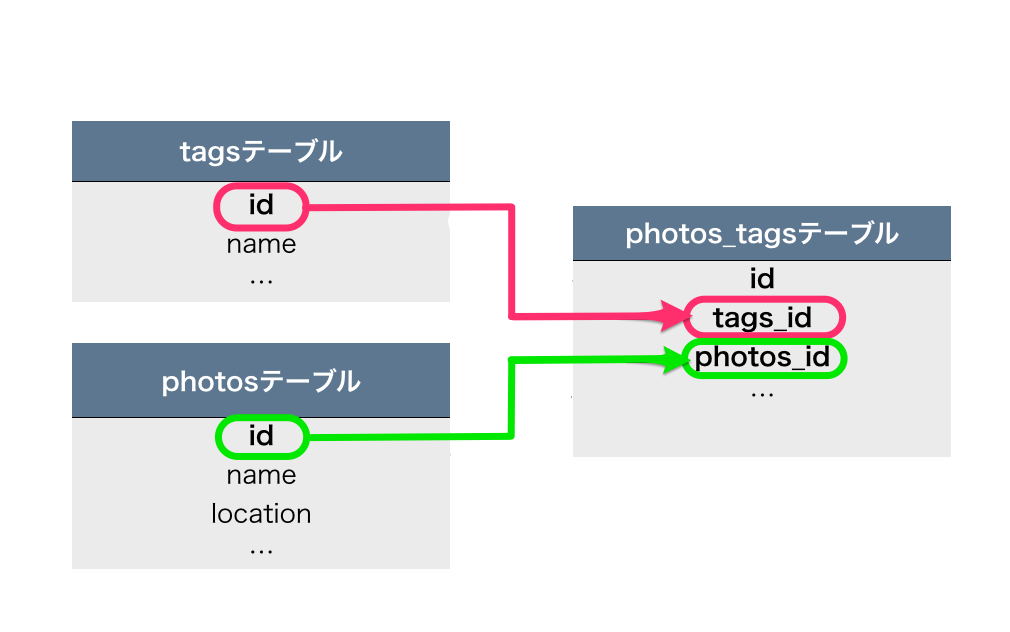 tagsテーブル
id
name
…
photosテーブル
id
name
location
…
photos_tagsテーブル
id
tags_id
photos_id
…